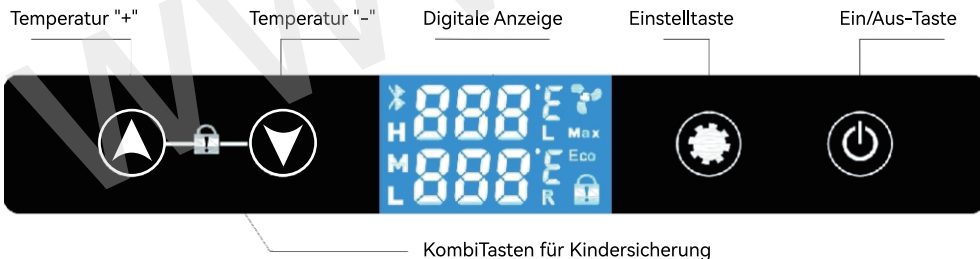 Temperatur "+" Temperatur "-" Digitale Anzeige Einstelltaste Ein/Aus-Taste
888°E
H L Max
M 888°E Eco
L R
KombiTasten für Kindersicherung